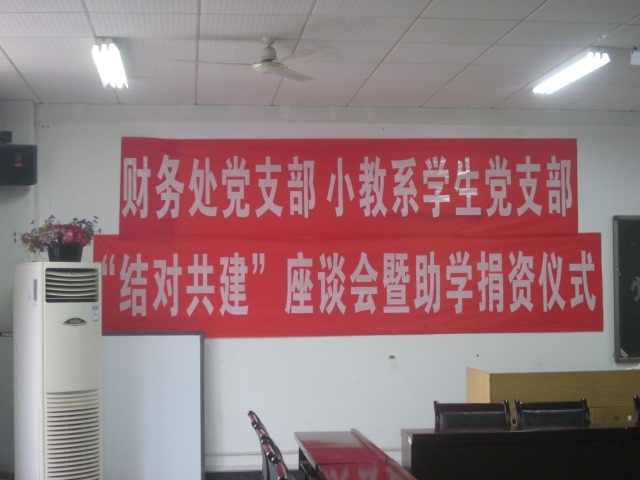 财务处党支部 小教系学生党支部
“结对共建”座谈会暨助学捐资仪式